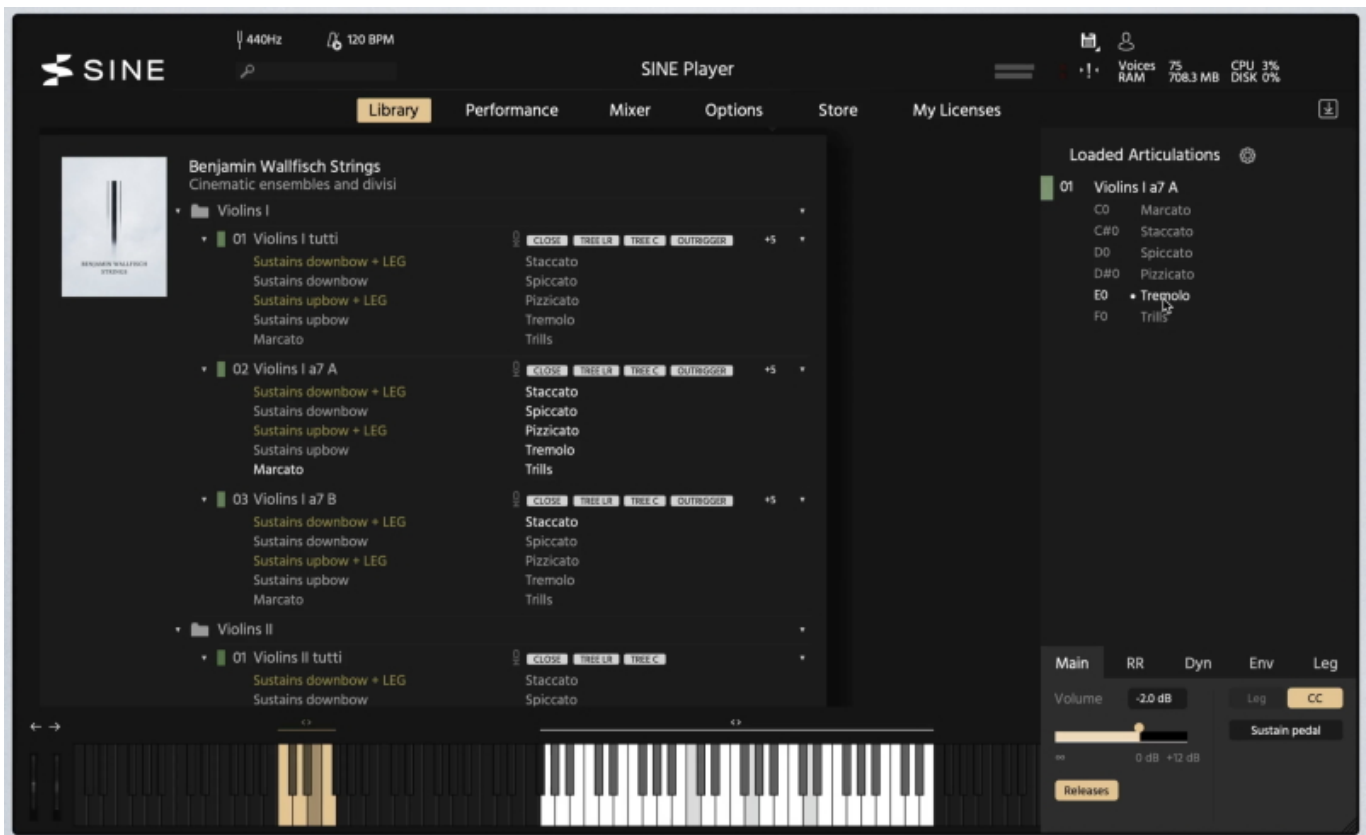 440Hz 120 BPM
SINE
SINE Player
Voices 75 CPU 3%
RAM 708.3 MB DISK 0%
Library Performance Mixer Options Store My Licenses
Benjamin Wallfisch Strings
Cinematic ensembles and divisi
BENJAMIN WALLFISCH
STRINGS
Violins I
01 Violins I tutti CLOSE TREE LR TREE C OUTRIGGER +5
Sustains downbow + LEG Staccato
Sustains downbow Spiccato
Sustains upbow + LEG Pizzicato
Sustains upbow Tremolo
Marcato Trills
02 Violins I a7 A CLOSE TREE LR TREE C OUTRIGGER +5
Sustains downbow + LEG Staccato
Sustains downbow Spiccato
Sustains upbow + LEG Pizzicato
Sustains upbow Tremolo
Marcato Trills
03 Violins I a7 B CLOSE TREE LR TREE C OUTRIGGER +5
Sustains downbow + LEG Staccato
Sustains downbow Spiccato
Sustains upbow + LEG Pizzicato
Sustains upbow Tremolo
Marcato Trills
Violins II
01 Violins II tutti CLOSE TREE LR TREE C
Sustains downbow + LEG Staccato
Sustains downbow Spiccato
Loaded Articulations
01 Violins I a7 A
C0 Marcato
C#0 Staccato
D0 Spiccato
D#0 Pizzicato
E0 • Tremolo
F0 Trills
Main RR Dyn Env Leg
Volume -2.0 dB Leg CC
Sustain pedal
∞ 0 dB +12 dB
Releases